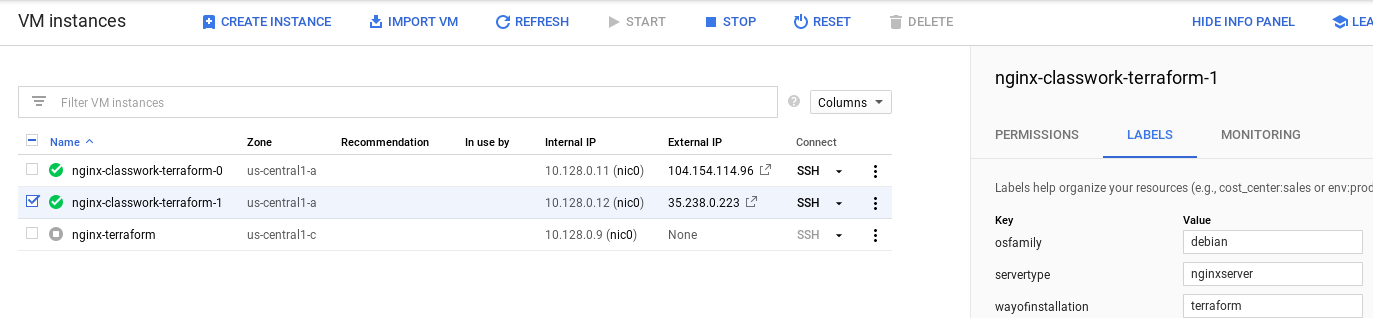 VM instances CREATE INSTANCE IMPORT VM REFRESH START STOP RESET DELETE HIDE INFO PANEL LEA
nginx-classwork-terraform-1
Filter VM instances Columns
PERMISSIONS LABELS MONITORING
Name Zone Recommendation In use by Internal IP External IP Connect
nginx-classwork-terraform-0 us-central1-a 10.128.0.11 (nic0) 104.154.114.96 SSH
nginx-classwork-terraform-1 us-central1-a 10.128.0.12 (nic0) 35.238.0.223 SSH
nginx-terraform us-central1-c 10.128.0.9 (nic0) None SSH
Labels help organize your resources (e.g., cost_center:sales or env:prod
Key Value
osfamily debian
servertype nginxserver
wayofinstallation terraform